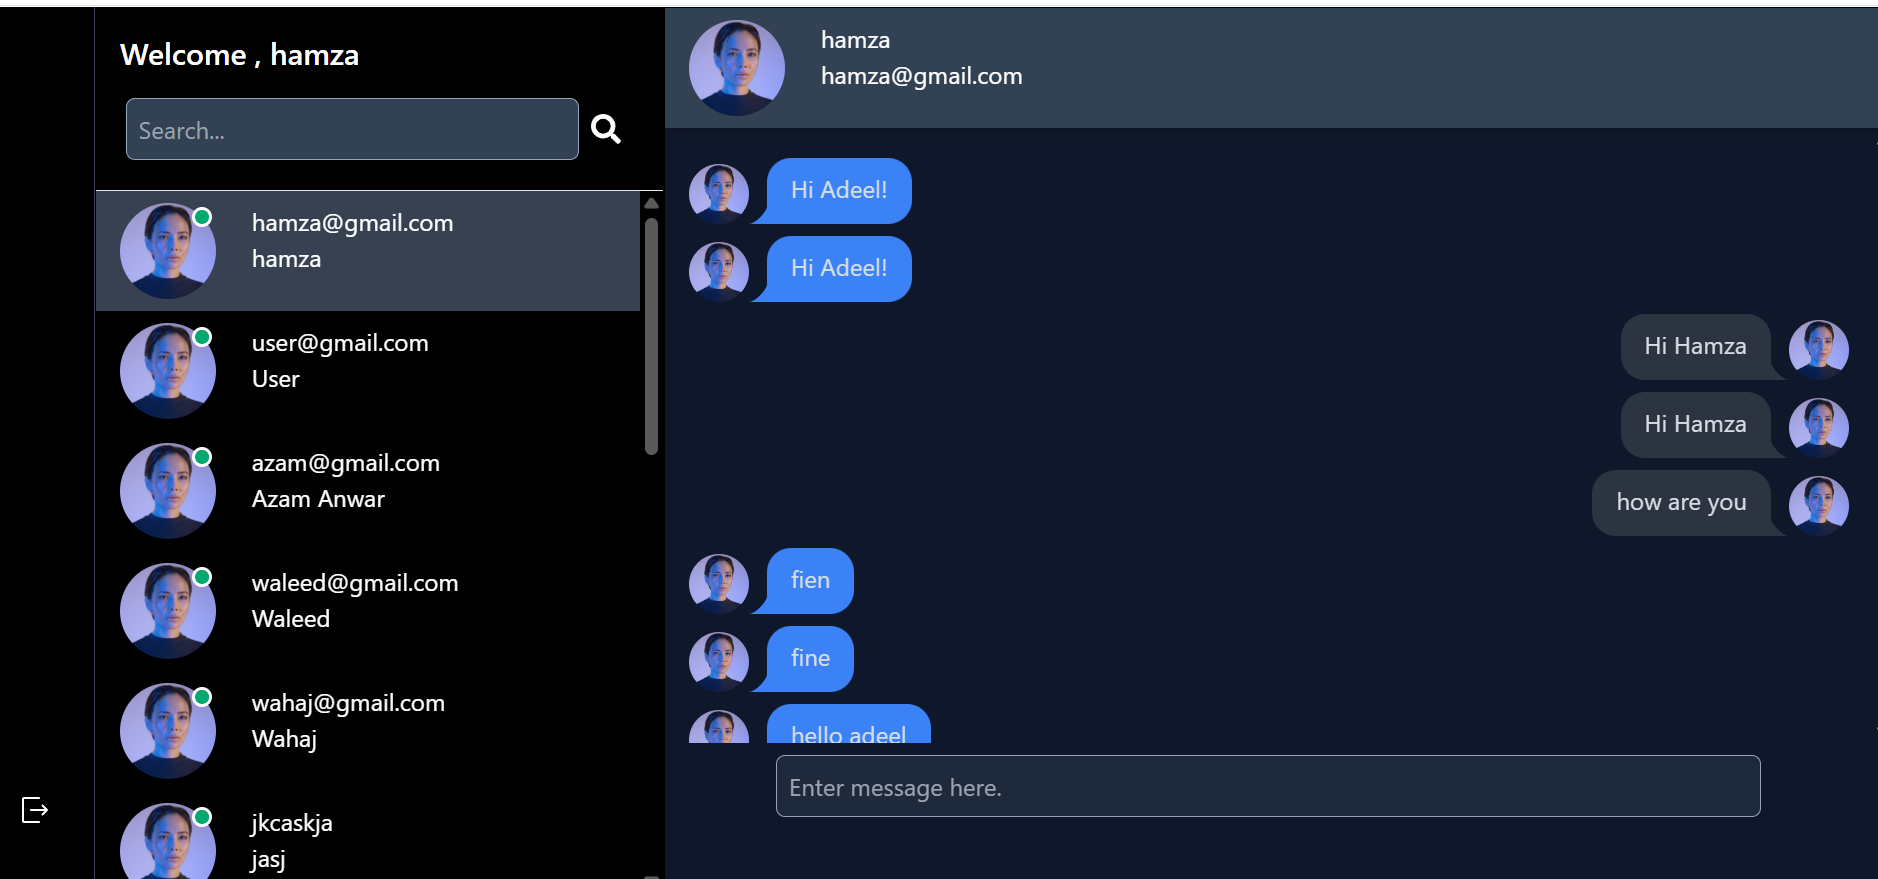 Welcome , hamza
Search...
hamza@gmail.com
hamza
user@gmail.com
User
azam@gmail.com
Azam Anwar
waleed@gmail.com
Waleed
wahaj@gmail.com
Wahaj
jkcaskja
jasj
hamza
hamza@gmail.com
Hi Adeel!
Hi Adeel!
Hi Hamza
Hi Hamza
how are you
fien
fine
hello adeel
Enter message here.